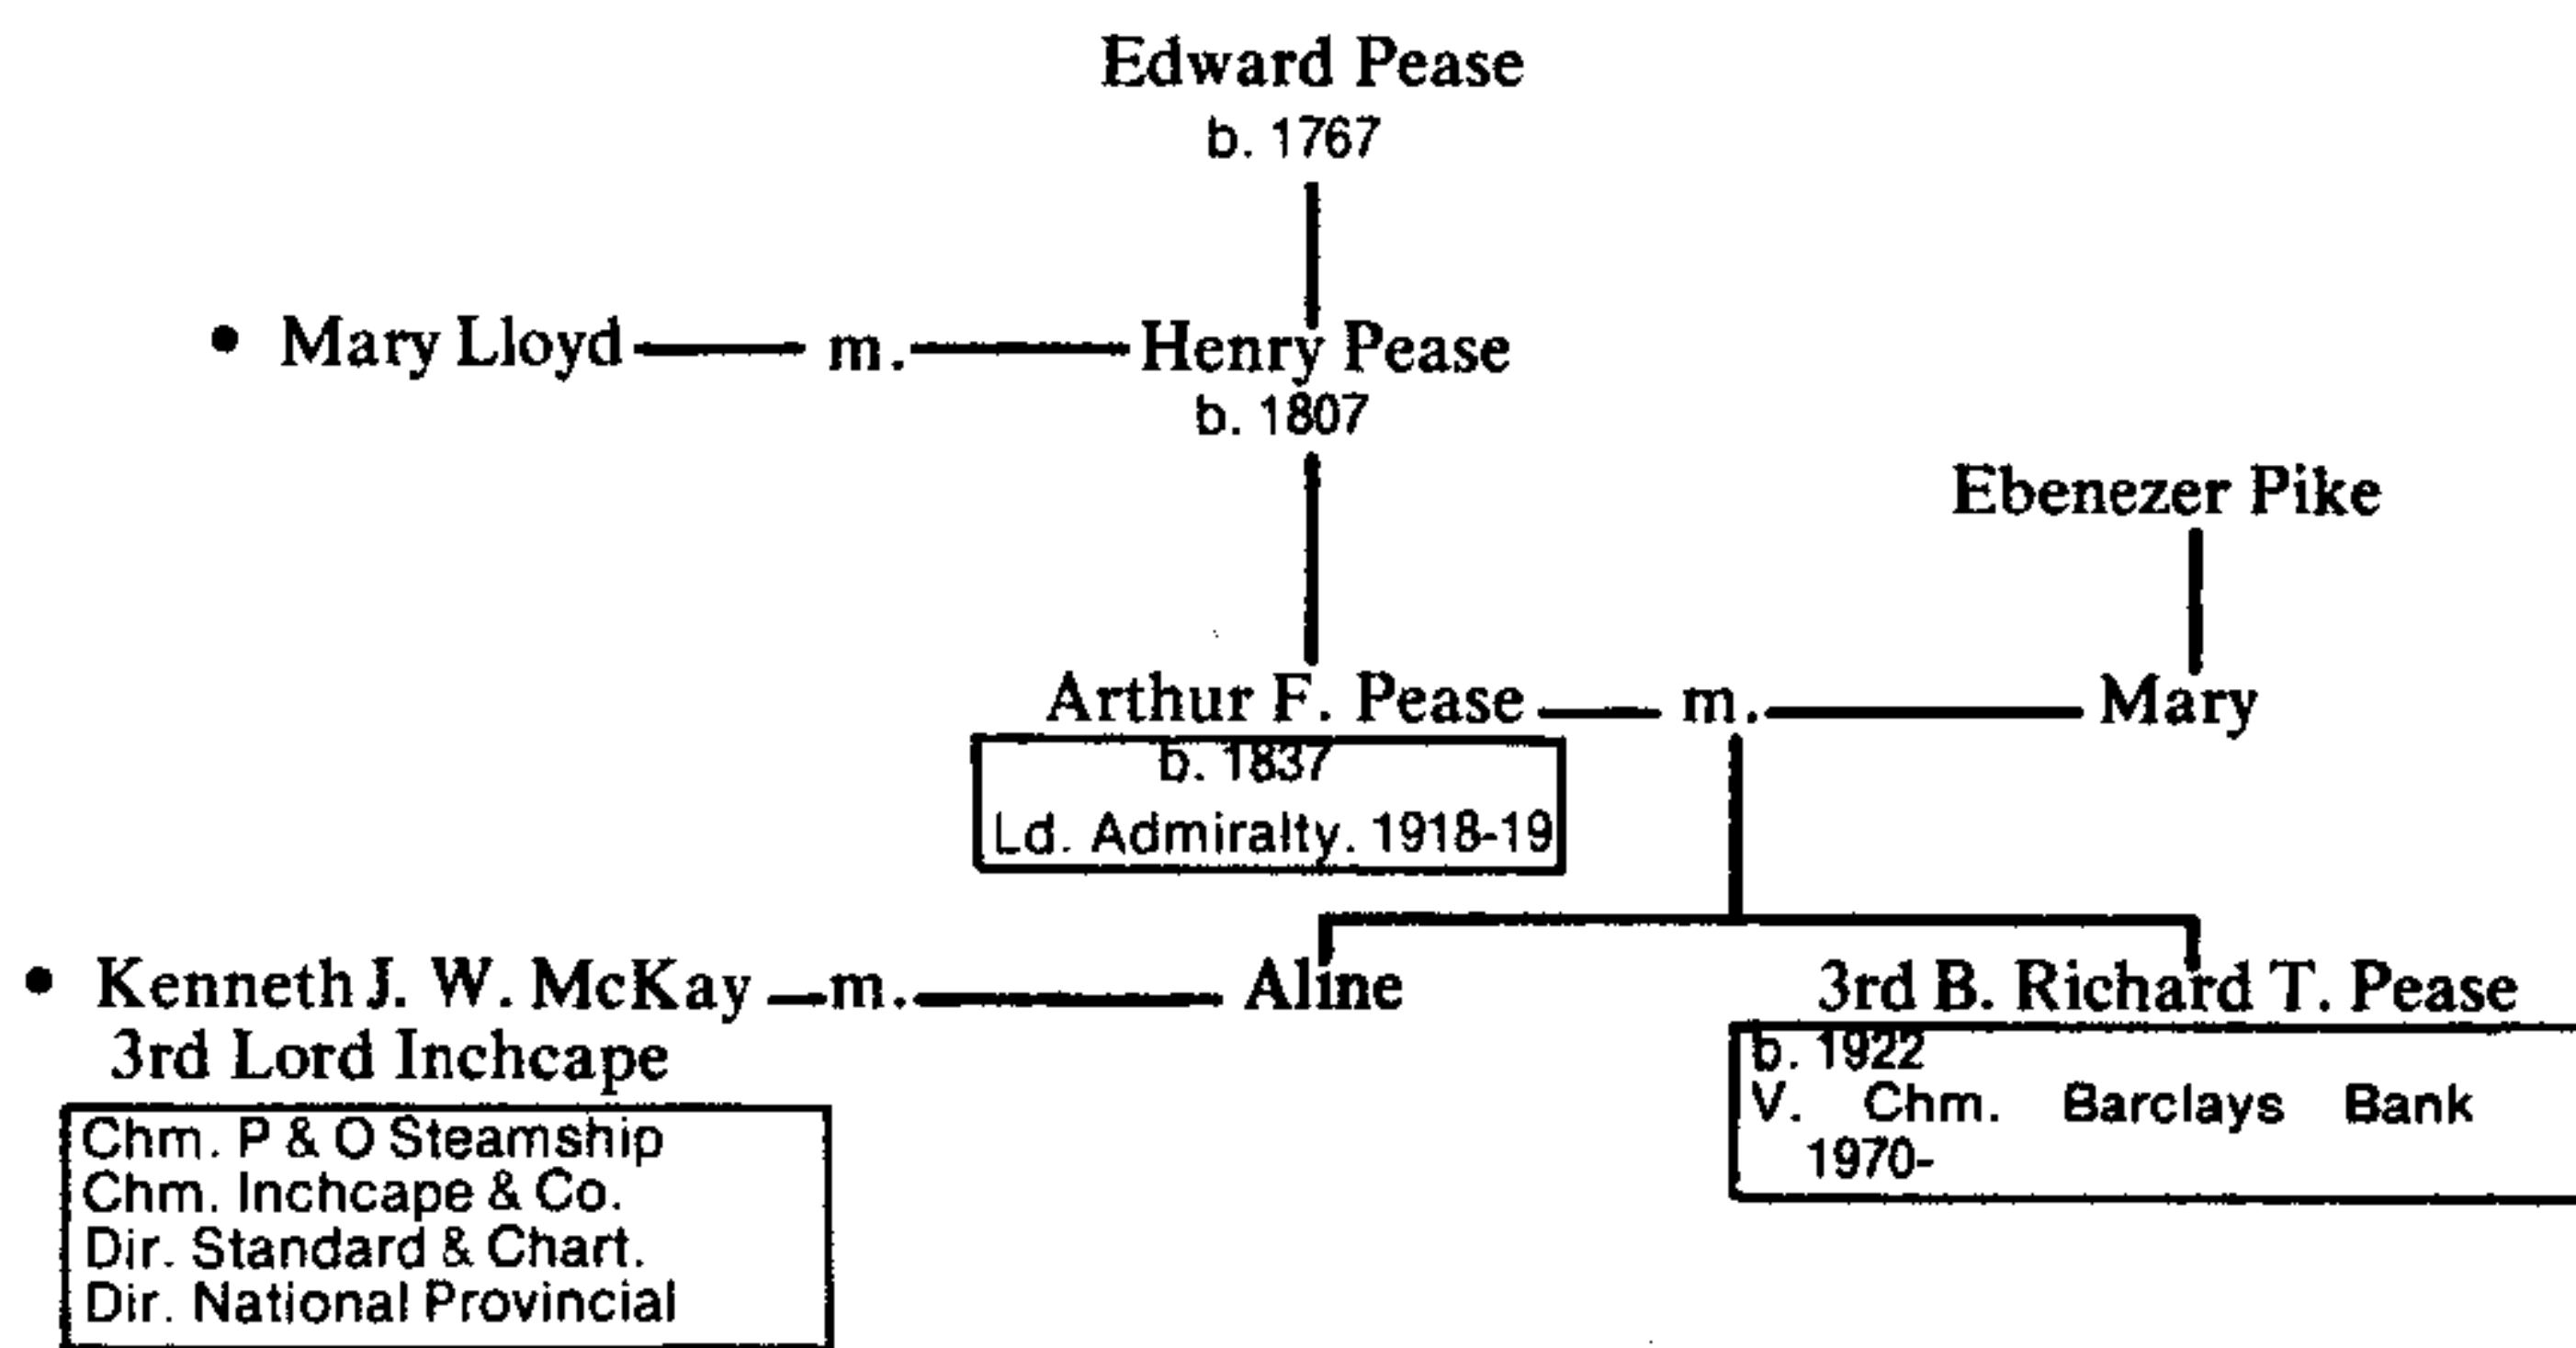 Edward Pease
b. 1767
• Mary Lloyd — m. — Henry Pease
b. 1807
Ebenezer Pike
Arthur F. Pease — m. — Mary
b. 1837
Ld. Admiralty. 1918-19
• Kenneth J. W. McKay — m. — Aline
3rd B. Richard T. Pease
3rd Lord Inchcape
b. 1922
V. Chm. Barclays Bank
1970-
Chm. P & O Steamship
Chm. Inchcape & Co.
Dir. Standard & Chart.
Dir. National Provincial